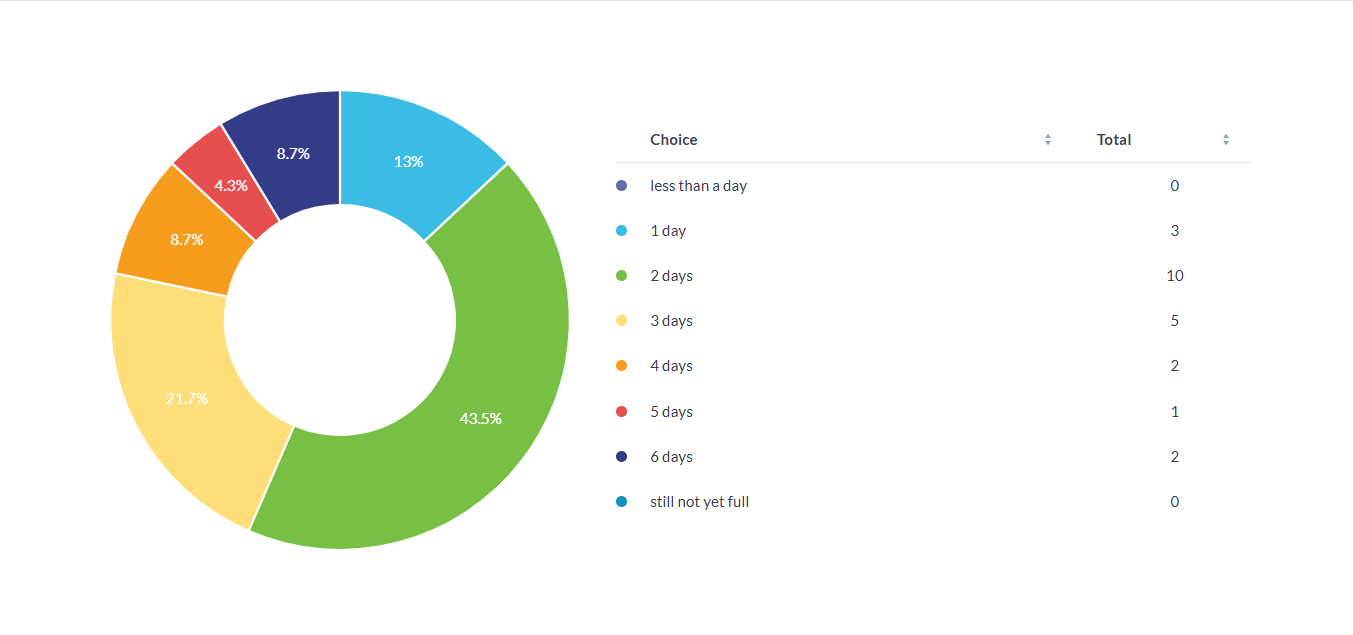 8.7%
13%
4.3%
8.7%
21.7%
43.5%
Choice Total
less than a day 0
1 day 3
2 days 10
3 days 5
4 days 2
5 days 1
6 days 2
still not yet full 0